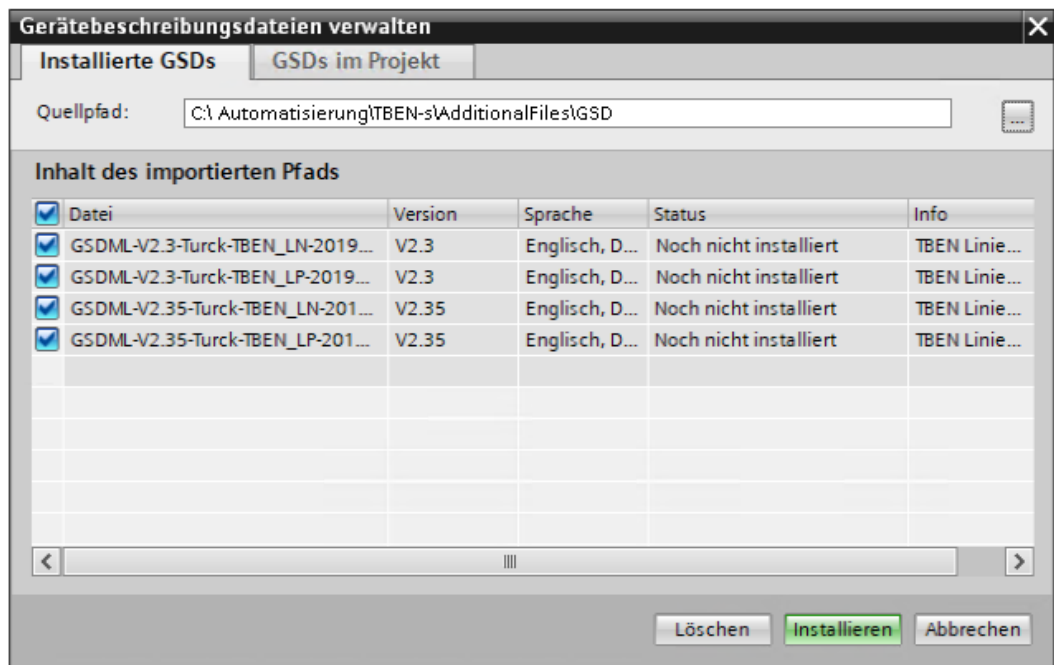 Gerätebeschreibungsdateien verwalten
Installierte GSDs GSDs im Projekt
Quellpfad: C:\ Automatisierung\TBEN-s\AdditionalFiles\GSD ...
Inhalt des importierten Pfads
Datei Version Sprache Status Info
GSDML-V2.3-Turck-TBEN_LN-2019... V2.3 Englisch, D... Noch nicht installiert TBEN Linie...
GSDML-V2.3-Turck-TBEN_LP-2019... V2.3 Englisch, D... Noch nicht installiert TBEN Linie...
GSDML-V2.35-Turck-TBEN_LN-201... V2.35 Englisch, D... Noch nicht installiert TBEN Linie...
GSDML-V2.35-Turck-TBEN_LP-201... V2.35 Englisch, D... Noch nicht installiert TBEN Linie...
Löschen Installieren Abbrechen